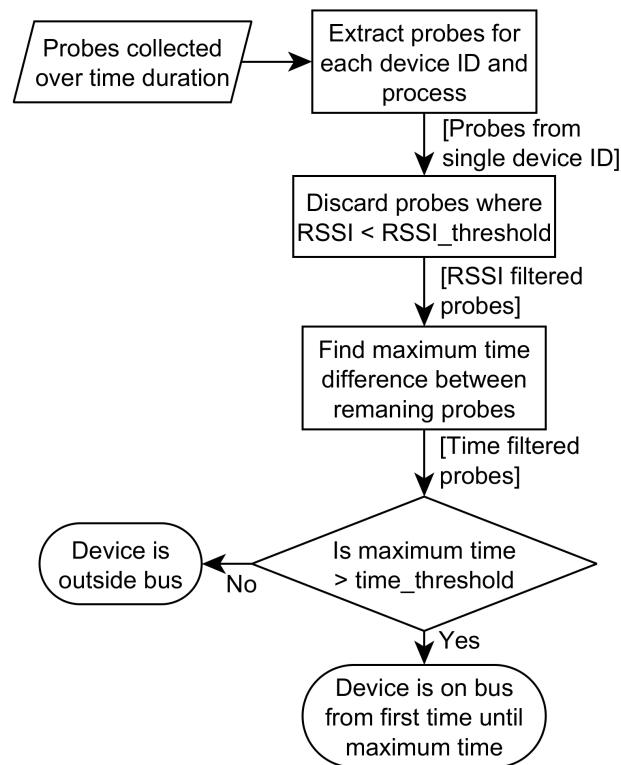 Probes collected
over time duration
Extract probes for
each device ID and
process
[Probes from
single device ID]
Discard probes where
RSSI < RSSI_threshold
[RSSI filtered
probes]
Find maximum time
difference between
remaning probes
[Time filtered
probes]
Is maximum time
> time_threshold
No
Device is
outside bus
Yes
Device is on bus
from first time until
maximum time